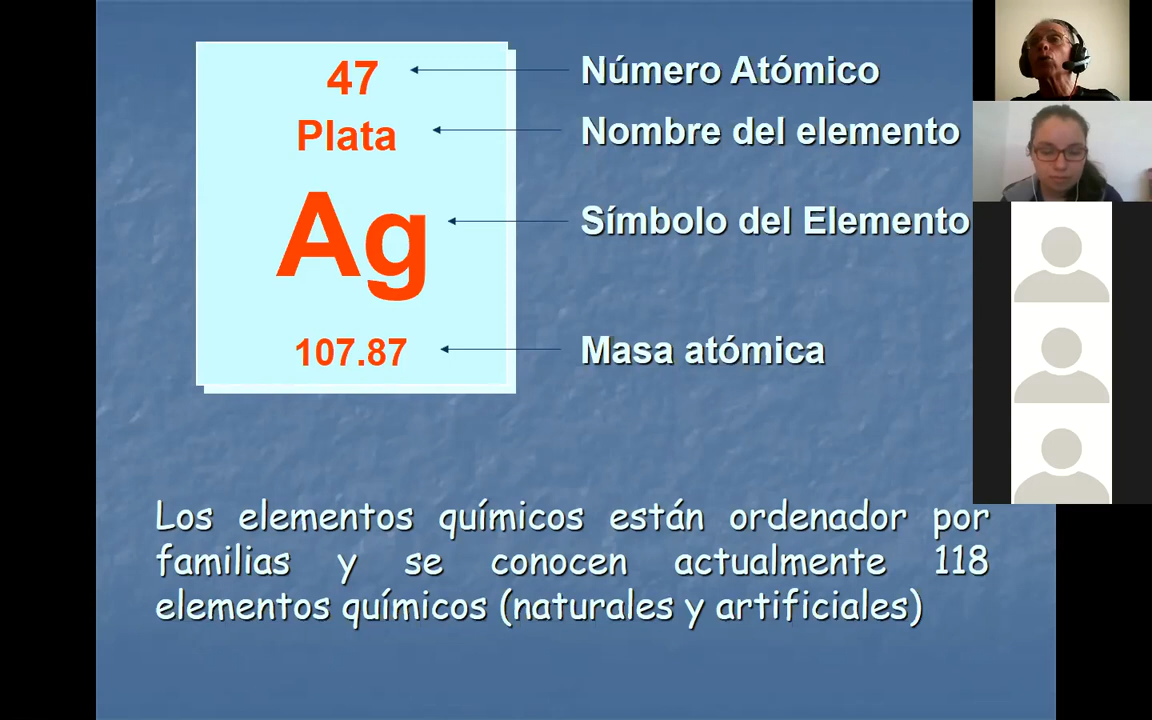 47
Número Atómico
Plata
Nombre del elemento
Ag
Símbolo del Elemento
107.87
Masa atómica
Los elementos químicos están ordenador por
familias y se conocen actualmente 118
elementos químicos (naturales y artificiales)